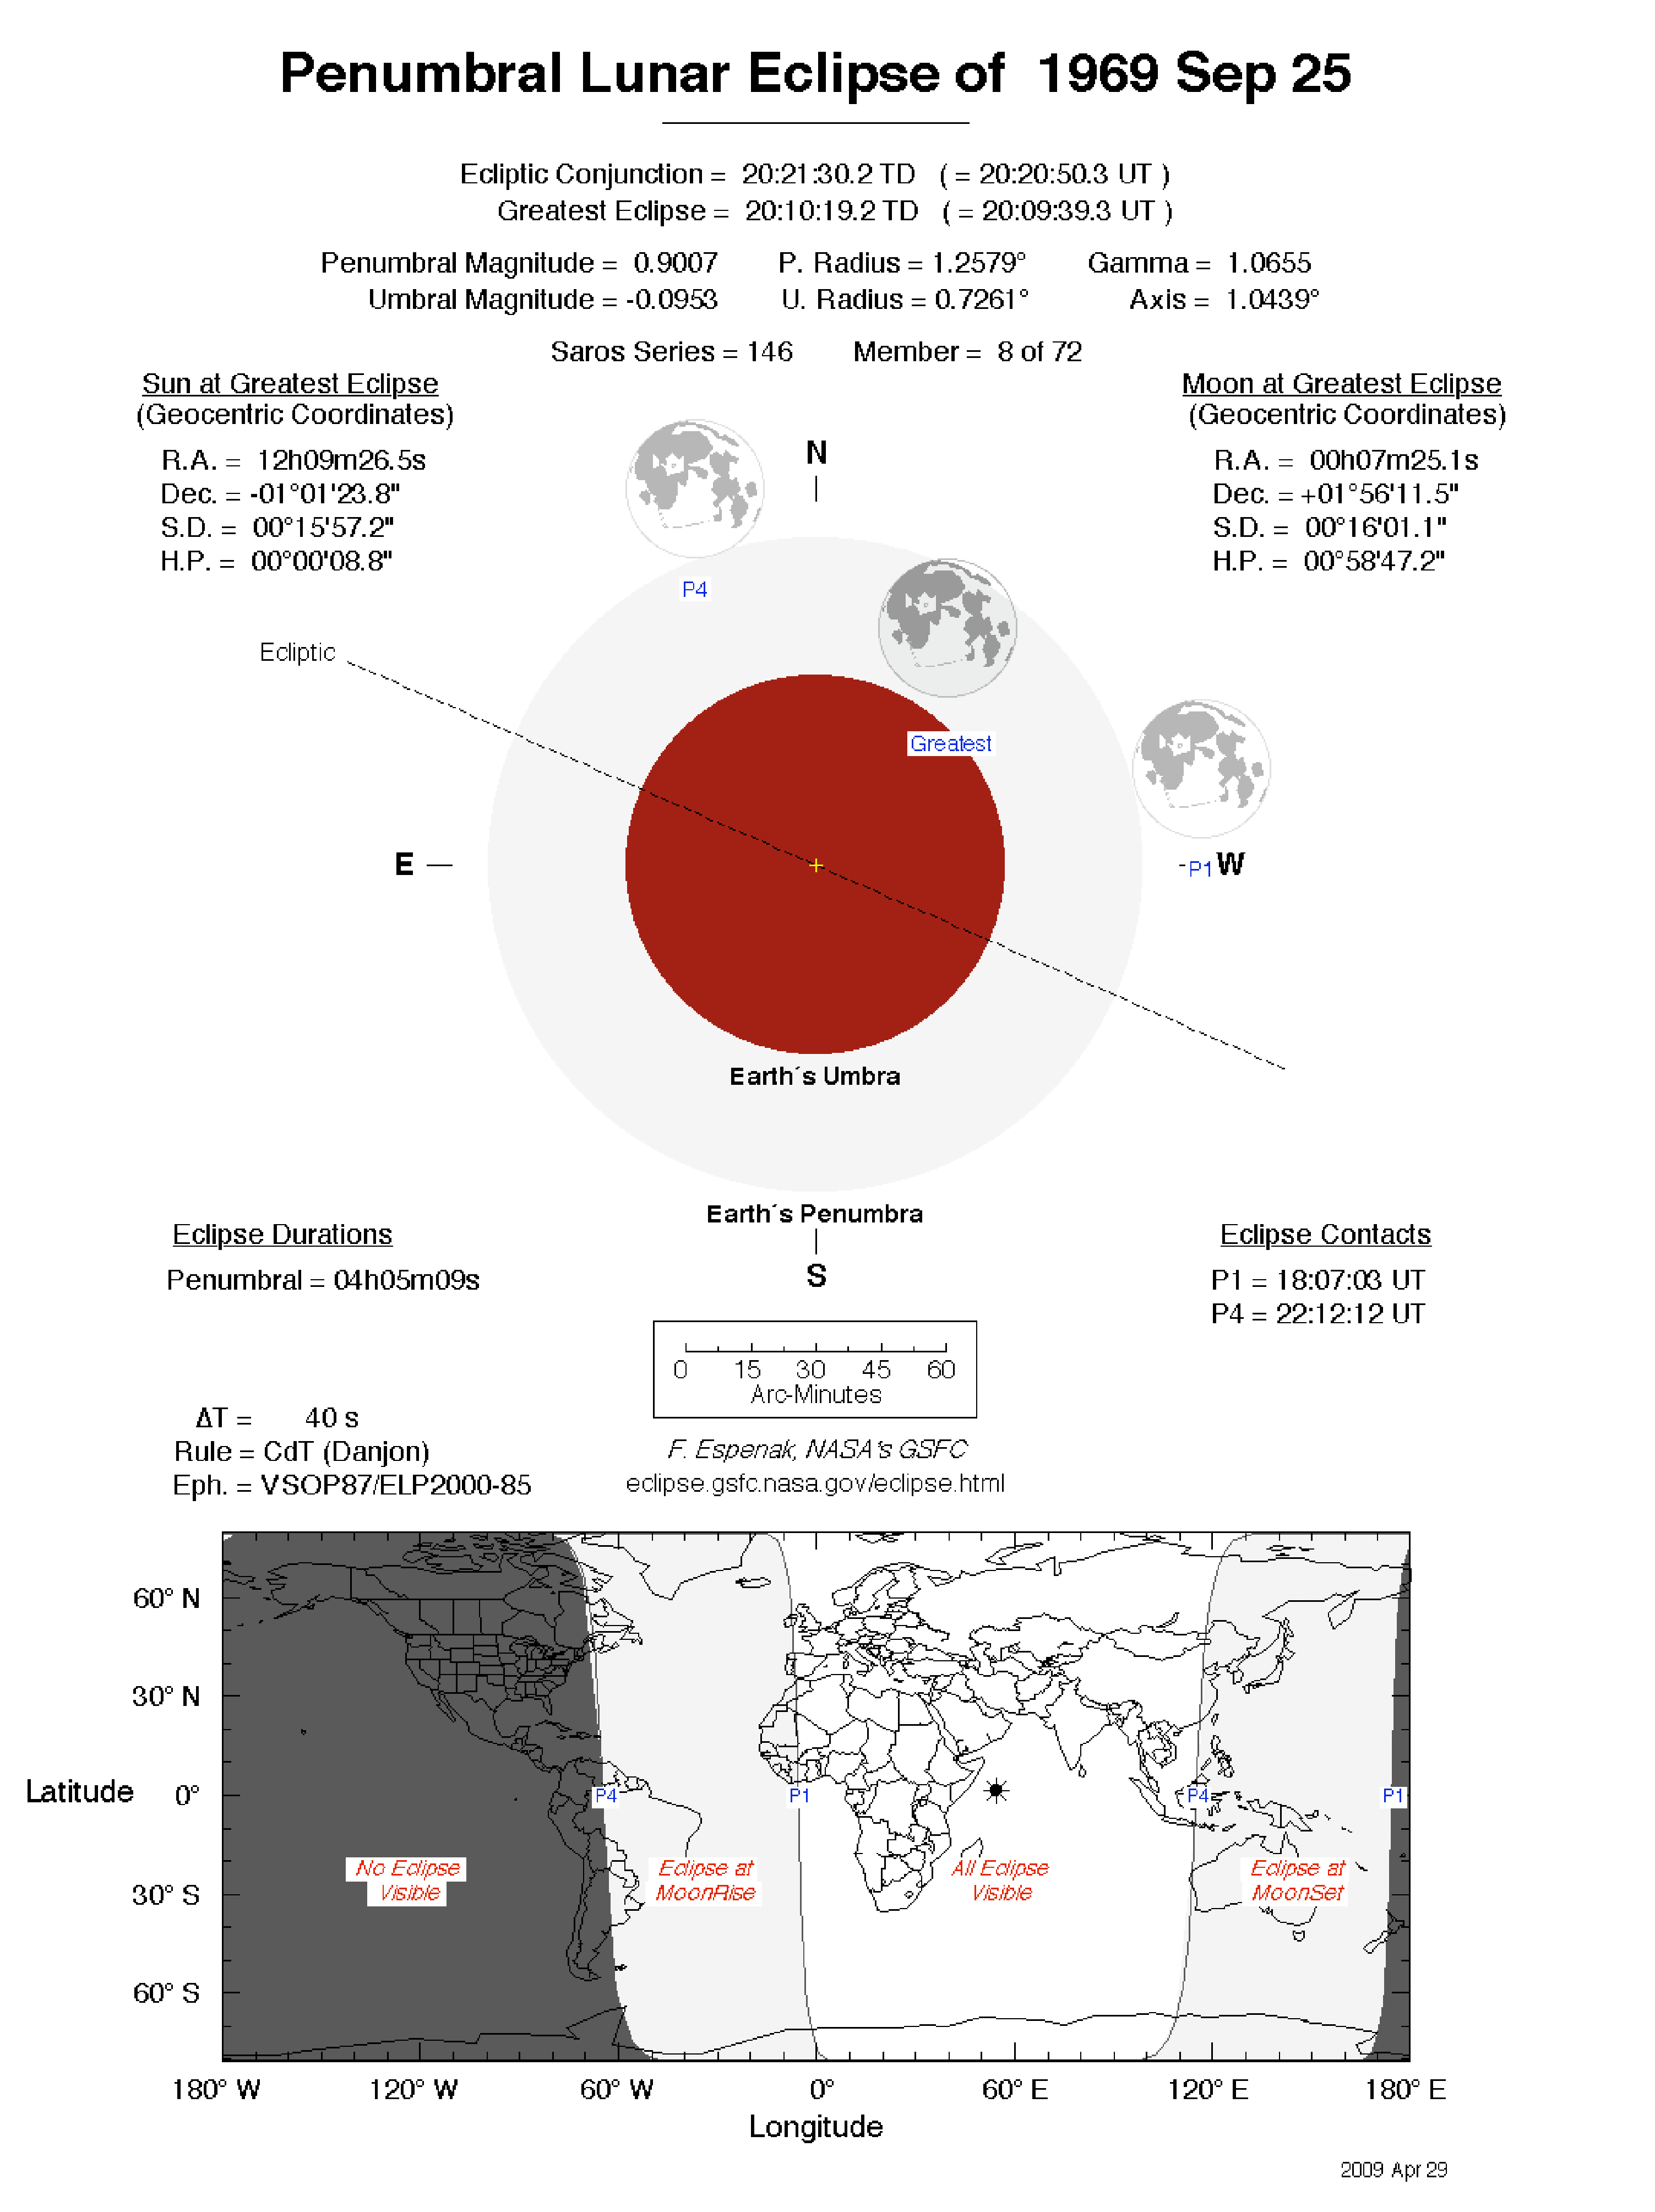 Penumbral Lunar Eclipse of 1969 Sep 25
Ecliptic Conjunction = 20:21:30.2 TD ( = 20:20:50.3 UT )
Greatest Eclipse = 20:10:19.2 TD ( = 20:09:39.3 UT )
Penumbral Magnitude = 0.9007 P. Radius = 1.2579° Gamma = 1.0655
Umbral Magnitude = -0.0953 U. Radius = 0.7261° Axis = 1.0439°
Saros Series = 146 Member = 8 of 72
Sun at Greatest Eclipse
(Geocentric Coordinates)
R.A. = 12h09m26.5s
Dec. = -01°01'23.8"
S.D. = 00°15'57.2"
H.P. = 00°00'08.8"
Moon at Greatest Eclipse
(Geocentric Coordinates)
R.A. = 00h07m25.1s
Dec. = +01°56'11.5"
S.D. = 00°16'01.1"
H.P. = 00°58'47.2"
N
P4
Ecliptic
Greatest
E
P1 W
Earth´s Umbra
Earth´s Penumbra
S
Eclipse Durations
Penumbral = 04h05m09s
Eclipse Contacts
P1 = 18:07:03 UT
P4 = 22:12:12 UT
0 15 30 45 60
Arc-Minutes
ΔT = 40 s
Rule = CdT (Danjon)
Eph. = VSOP87/ELP2000-85
F. Espenak, NASA's GSFC
eclipse.gsfc.nasa.gov/eclipse.html
60° N
30° N
Latitude 0°
30° S
60° S
P4 P1 P4 P1
No Eclipse
Visible
Eclipse at
MoonRise
All Eclipse
Visible
Eclipse at
MoonSet
180° W 120° W 60° W 0° 60° E 120° E 180° E
Longitude
2009 Apr 29